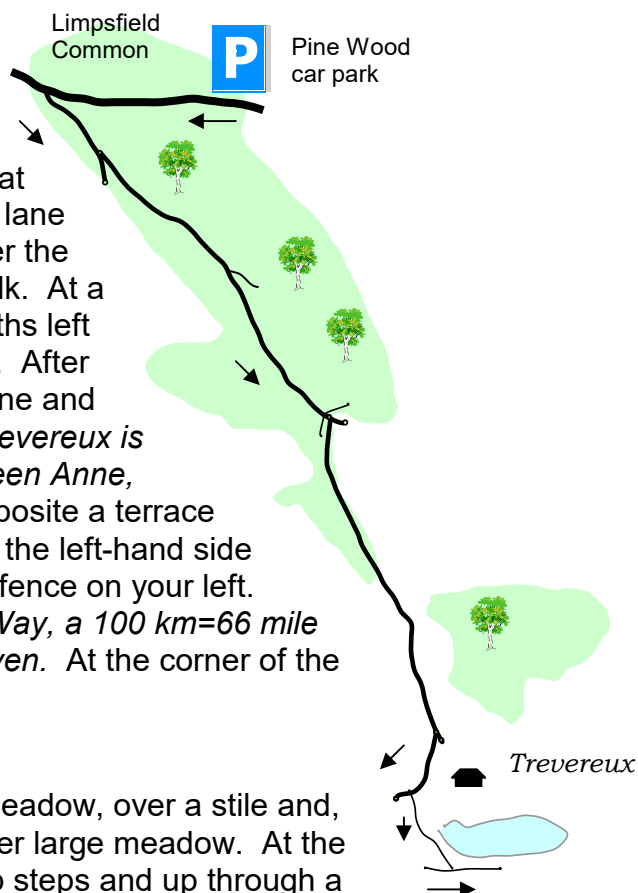 Limpsfield
Common
P
Pine Wood
car park
at
lane
er the
lk. At a
ths left
After
ne and
revereux is
een Anne,
posite a terrace
the left-hand side
fence on your left.
Way, a 100 km=66 mile
ven. At the corner of the
Trevereux
eadow, over a stile and,
er large meadow. At the
o steps and up through a